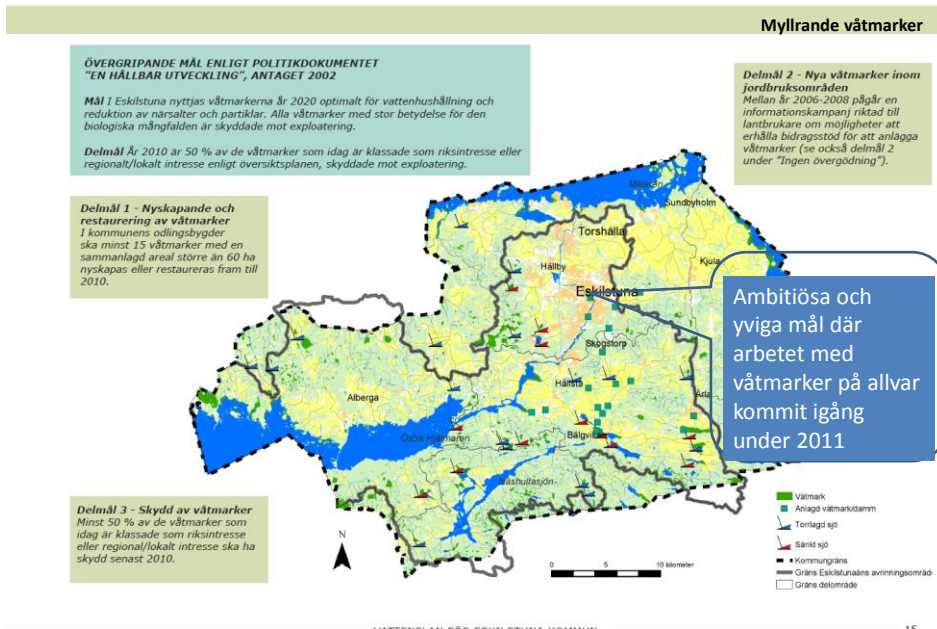 Myllrande våtmarker
ÖVERGRIPANDE MÅL ENLIGT POLITIKDOKUMENTET
"EN HÅLLBAR UTVECKLING", ANTAGET 2002
Mål I Eskilstuna nyttjas våtmarkerna år 2020 optimalt för vattenhushållning och
reduktion av närsalter och partiklar. Alla våtmarker med stor betydelse för den
biologiska mångfalden är skyddade mot exploatering.
Delmål År 2010 är 50 % av de våtmarker som idag är klassade som riksintresse eller
regionalt/lokalt intresse enligt översiktsplanen, skyddade mot exploatering.
Delmål 2 - Nya våtmarker inom
jordbruksområden
Mellan år 2006-2008 pågår en
informationskampanj riktad till
lantbrukare om möjligheter att
erhålla bidragsstöd för att anlägga
våtmarker (se också delmål 2
under "Ingen övergödning").
Delmål 1 - Nyskapande och
restaurering av våtmarker
I kommunens odlingsbygder
ska minst 15 våtmarker med en
sammanlagd areal större än 60 ha
nyskapas eller restaureras fram till
2010.
Mälaren
Sundbyholm
Torshälla
Hällby
Kjula
Eskilstuna
Skogstorp
Hållsta
Alberga
Ärla
Östra Hjälmaren
Bälgviken
Näshultasjön
Ambitiösa och
yviga mål där
arbetet med
våtmarker på allvar
kommit igång
under 2011
Delmål 3 - Skydd av våtmarker
Minst 50 % av de våtmarker som
idag är klassade som riksintresse
eller regional/lokalt intresse ska ha
skydd senast 2010.
N
0 5 10 kilometer
Våtmark
Anlagd våtmark/damm
Torrlagd sjö
Sänkt sjö
Kommungräns
Gräns Eskilstunaåns avrinningsområde
Gräns delområde
VATTENPLAN FÖR ESKILSTUNA KOMMUN
15